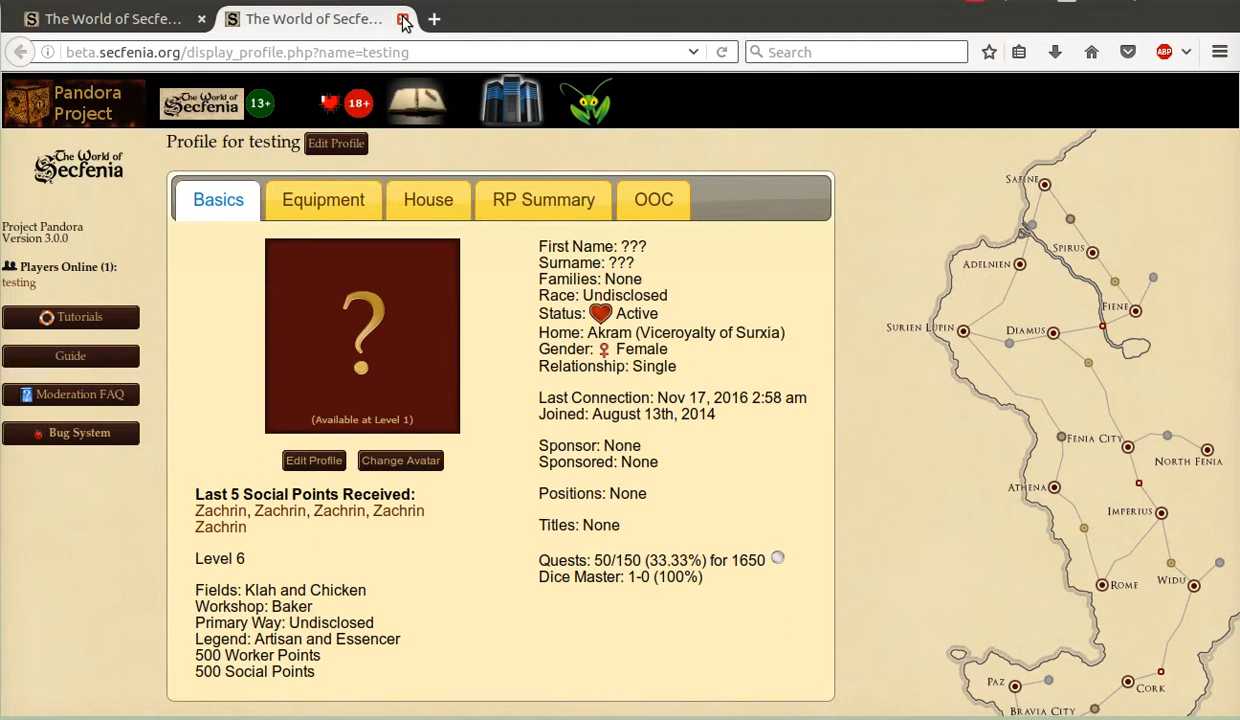 The World of Secfe...
The World of Secfe...
beta.secfenia.org/display_profile.php?name=testing
Search
ABP
Pandora
Project
The World of
Secfenia
13+
18+
Profile for testing
Edit Profile
The World of
Secfenia
Project Pandora
Version 3.0.0
Players Online (1):
testing
Tutorials
Guide
Moderation FAQ
Bug System
Basics
Equipment
House
RP Summary
OOC
?
(Available at Level 1)
Edit Profile
Change Avatar
Last 5 Social Points Received:
Zachrin, Zachrin, Zachrin, Zachrin
Zachrin
Level 6
Fields: Klah and Chicken
Workshop: Baker
Primary Way: Undisclosed
Legend: Artisan and Essencer
500 Worker Points
500 Social Points
First Name: ???
Surname: ???
Families: None
Race: Undisclosed
Status: Active
Home: Akram (Viceroyalty of Surxia)
Gender: Female
Relationship: Single
Last Connection: Nov 17, 2016 2:58 am
Joined: August 13th, 2014
Sponsor: None
Sponsored: None
Positions: None
Titles: None
Quests: 50/150 (33.33%) for 1650
Dice Master: 1-0 (100%)
Safine
Spirus
Adelnien
Fiene
Surien Lupin
Diamus
Fenia City
North Fenia
Athena
Imperius
Rome
Widu
Paz
Cork
Bravia City